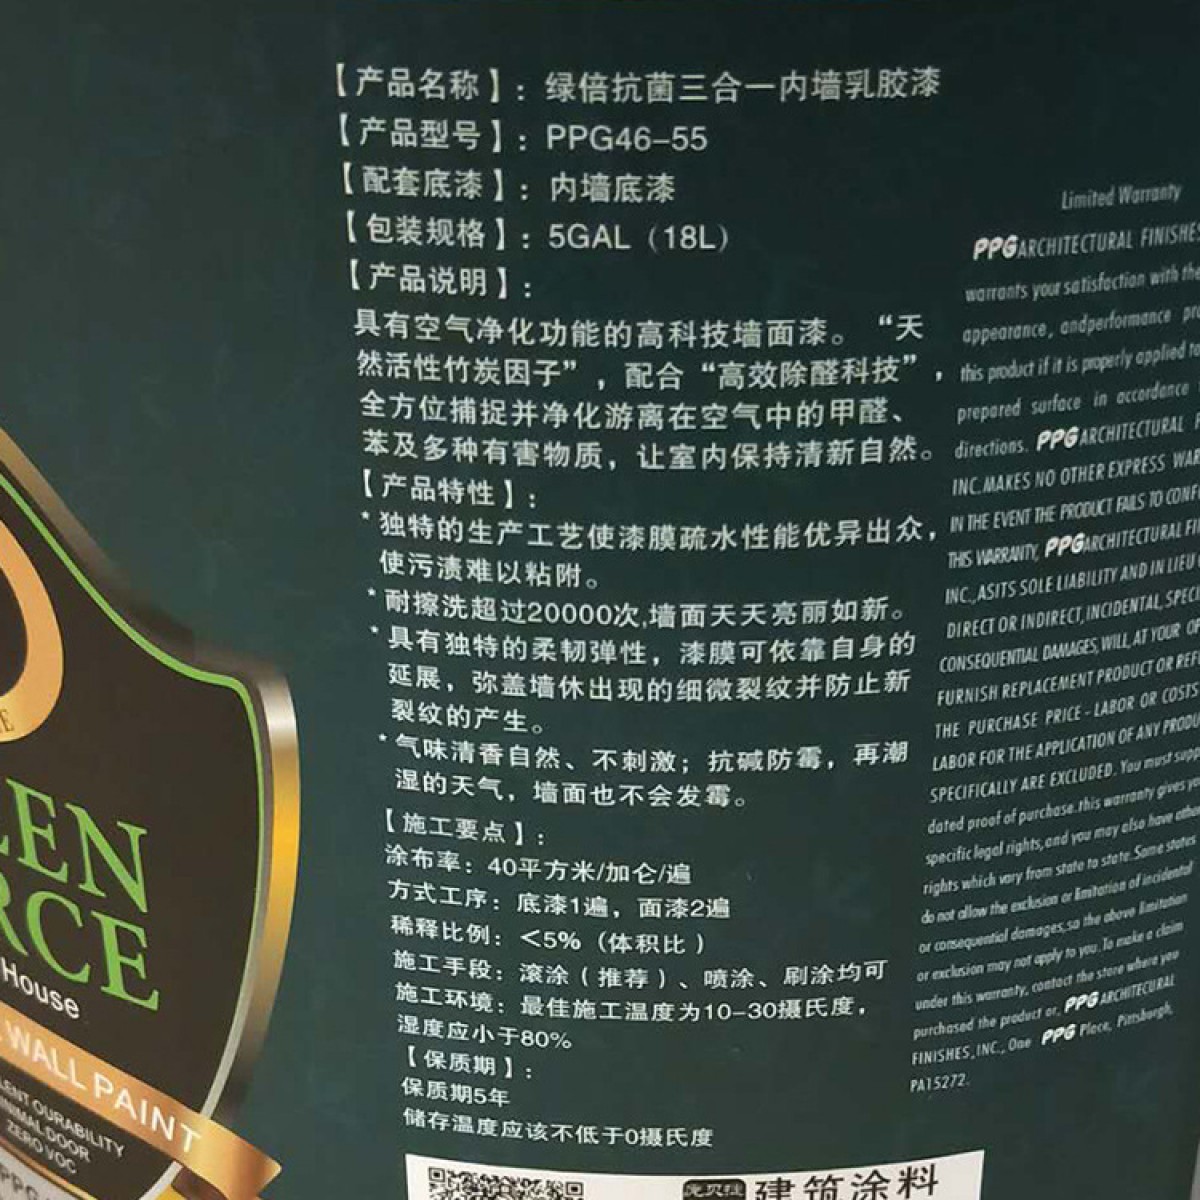 【产品名称】：绿倍抗菌三合一内墙乳胶漆
【产品型号】：PPG46-55
【配套底漆】：内墙底漆
【包装规格】：5GAL（18L）
【产品说明】：
具有空气净化功能的高科技墙面漆。“天
然活性竹炭因子”，配合“高效除醛科技”，
全方位捕捉并净化游离在空气中的甲醛、
苯及多种有害物质，让室内保持清新自然。
【产品特性】：
*独特的生产工艺使漆膜疏水性能优异出众，
使污渍难以粘附。
*耐擦洗超过20000次,墙面天天亮丽如新。
*具有独特的柔韧弹性，漆膜可依靠自身的
延展，弥盖墙休出现的细微裂纹并防止新
裂纹的产生。
*气味清香自然、不刺激；抗碱防霉，再潮
湿的天气，墙面也不会发霉。
【施工要点】：
涂布率：40平方米/加仑/遍
方式工序：底漆1遍，面漆2遍
稀释比例：<5%（体积比）
施工手段：滚涂（推荐）、喷涂、刷涂均可
施工环境：最佳施工温度为10-30摄氏度，
湿度应小于80%
【保质期】：
保质期5年
储存温度应该不低于0摄氏度
建筑涂料
Limited Warranty
PPG ARCHITECTURAL FINISHES
warrants your satisfaction with the
appearance, andperformance
this product if it is properly applied to
prepared surface in accordance
directions. PPG ARCHITECTURAL
INC.MAKES NO OTHER EXPRESS
IN THE EVENT THE PRODUCT FAILS TO
THIS WARRANTY, PPG ARCHITECTURAL
INC.,ASITS SOLE LIABILITY AND IN LIEU
DIRECT OR INDIRECT,INCIDENTAL,
CONSEQUENTIAL DAMAGES, WILL, AT YOUR
FURNISH REPLACEMENT PRODUCT OR
THE PURCHASE PRICE - LABOR OR COSTS
LABOR FOR THE APPLICATION OF ANY
SPECIFICALLY ARE EXCLUDED. You must
dated proof of purchase.this warranty gives
specific legal rights,and you may also have
rights which vary from state to state.Some states
do not allow the exclusion or limitation of incidental
or consequential damages,so the above limitation
or exclusion may not apply to you.To make a claim
under this warranty, contact the store where you
purchased the product or, PPG ARCHITECTURAL
FINISHES,INC., One PPG Place, Pittsburgh,
PA15272.
EEN
RCE
House
WALL PAINT
OURABILITY
ZERO VOC